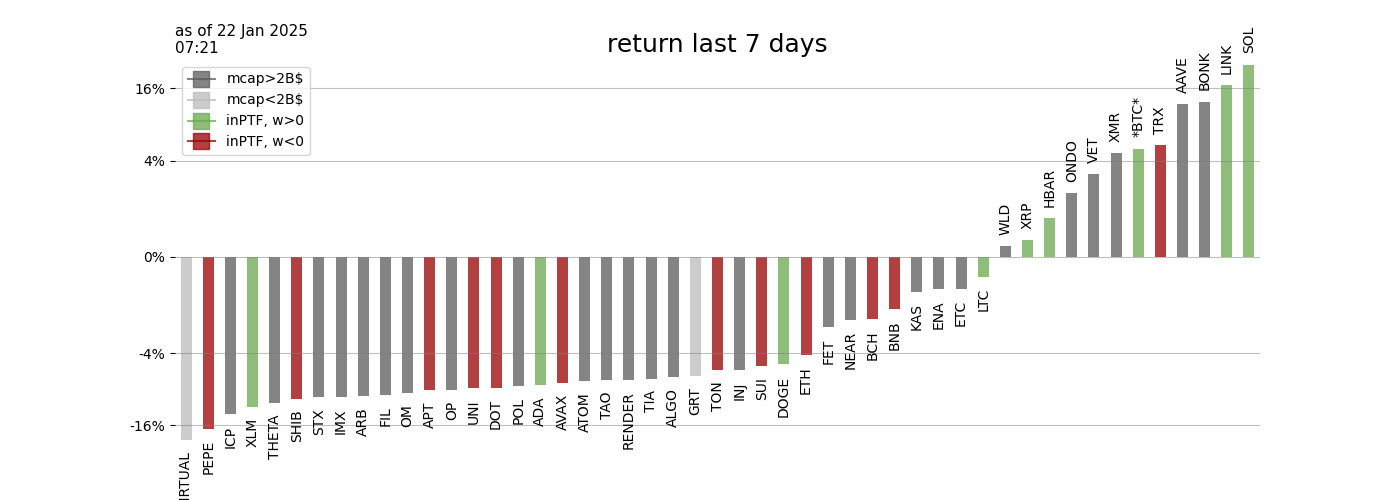 as of 22 Jan 2025
07:21
return last 7 days
mcap>2B$
mcap<2B$
inPTF, w>0
inPTF, w<0
16%
4%
0%
-4%
-16%
IRTUAL
PEPE
ICP
XLM
THETA
SHIB
STX
IMX
ARB
FIL
OM
APT
OP
UNI
DOT
POL
ADA
AVAX
ATOM
TAO
RENDER
TIA
ALGO
GRT
TON
INJ
SUI
DOGE
ETH
FET
NEAR
BCH
BNB
KAS
ENA
ETC
LTC
WLD
XRP
HBAR
ONDO
VET
XMR
*BTC*
TRX
AAVE
BONK
LINK
SOL